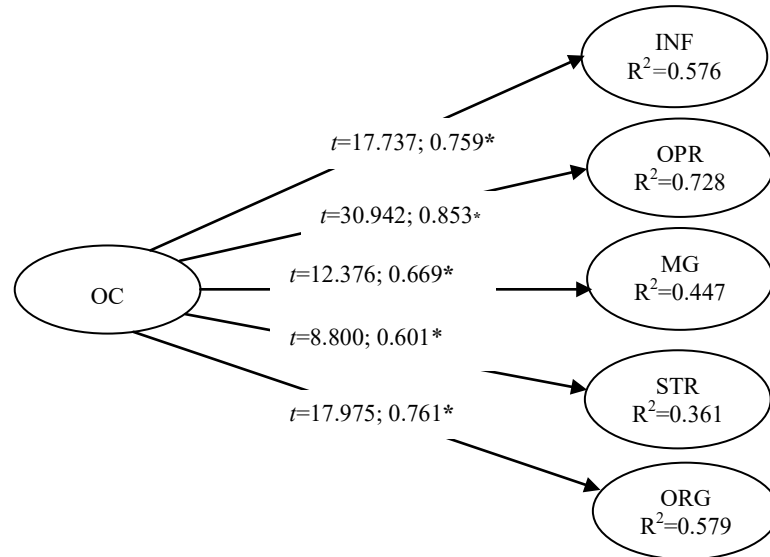 INF
R²=0.576
t=17.737; 0.759*
OPR
R²=0.728
t=30.942; 0.853*
MG
R²=0.447
t=12.376; 0.669*
OC
t=8.800; 0.601*
STR
R²=0.361
t=17.975; 0.761*
ORG
R²=0.579